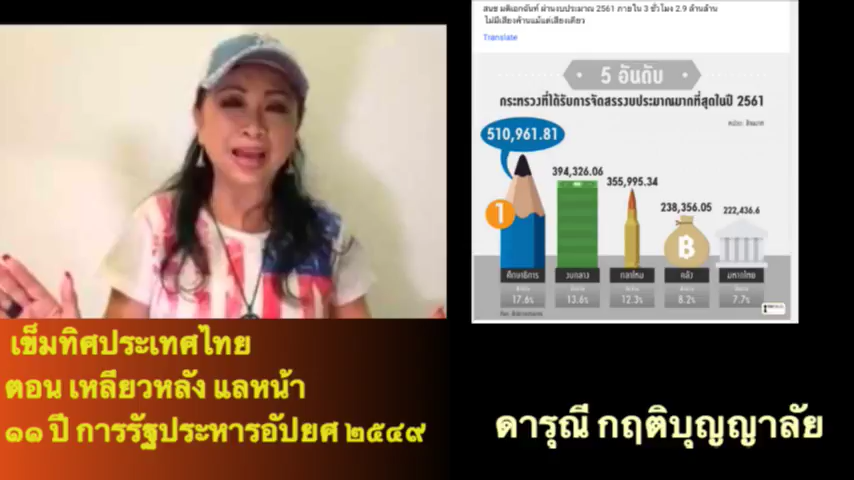 เข็มทิศประเทศไทย
ตอน เหลียวหลัง แลหน้า
๑๑ ปี การรัฐประหารอัปยศ ๒๕๔๙
สนช มติเอกฉันท์ ผ่านงบประมาณ 2561 ภายใน 3 ชั่วโมง 2.9 ล้านล้าน
ไม่มีเสียงค้านแม้แต่เสียงเดียว
Translate
5 อันดับ
กระทรวงที่ได้รับการจัดสรรงบประมาณมากที่สุดในปี 2561
หน่วย: ล้านบาท
510,961.81
394,326.06
355,995.34
238,356.05
222,436.6
1
ศึกษาธิการ งบกลาง กลาโหม คลัง มหาดไทย
17.6% 13.6% 12.3% 8.2% 7.7%
ดารุณี กฤติบุญญาลัย